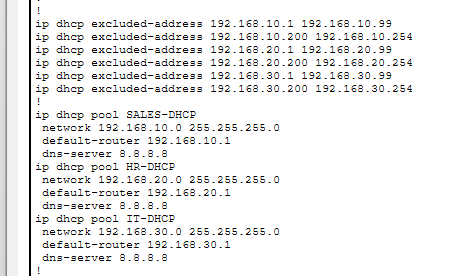 !
!
ip dhcp excluded-address 192.168.10.1 192.168.10.99
ip dhcp excluded-address 192.168.10.200 192.168.10.254
ip dhcp excluded-address 192.168.20.1 192.168.20.99
ip dhcp excluded-address 192.168.20.200 192.168.20.254
ip dhcp excluded-address 192.168.30.1 192.168.30.99
ip dhcp excluded-address 192.168.30.200 192.168.30.254
!
ip dhcp pool SALES-DHCP
 network 192.168.10.0 255.255.255.0
 default-router 192.168.10.1
 dns-server 8.8.8.8
ip dhcp pool HR-DHCP
 network 192.168.20.0 255.255.255.0
 default-router 192.168.20.1
 dns-server 8.8.8.8
ip dhcp pool IT-DHCP
 network 192.168.30.0 255.255.255.0
 default-router 192.168.30.1
 dns-server 8.8.8.8
!